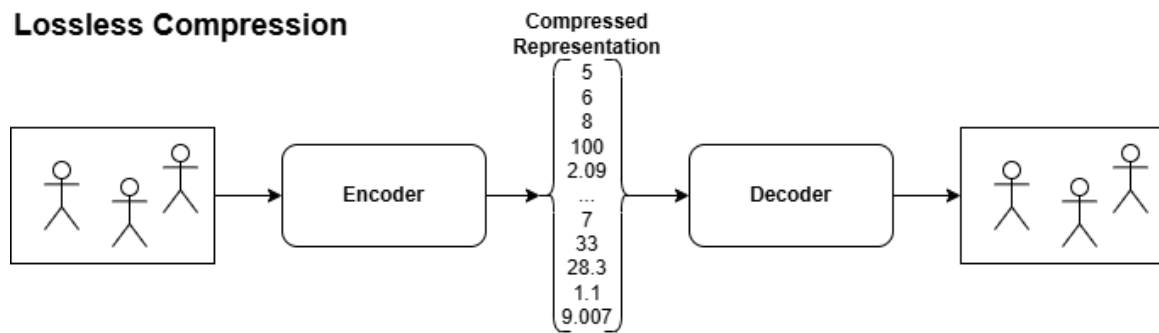 Lossless Compression
Compressed
Representation
5
6
8
100
2.09
...
7
33
28.3
1.1
9.007
Encoder
Decoder